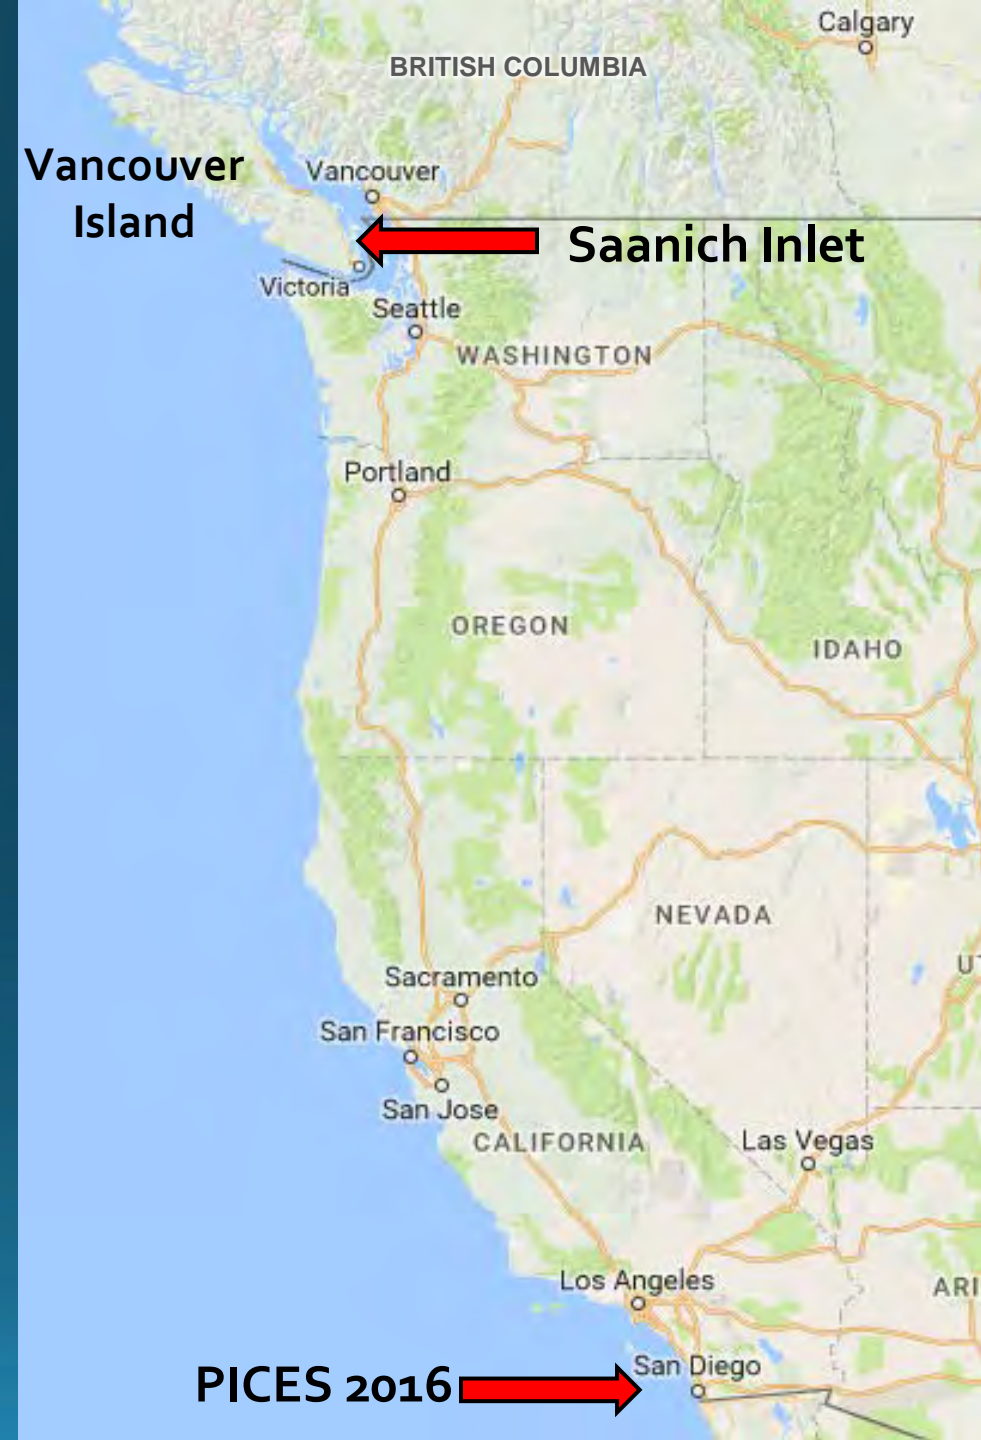 Calgary
BRITISH COLUMBIA
Vancouver
Island
Vancouver
Saanich Inlet
Victoria
Seattle
WASHINGTON
Portland
OREGON
IDAHO
NEVADA
U
Sacramento
San Francisco
San Jose
CALIFORNIA
Las Vegas
Los Angeles
ARI
San Diego
PICES 2016